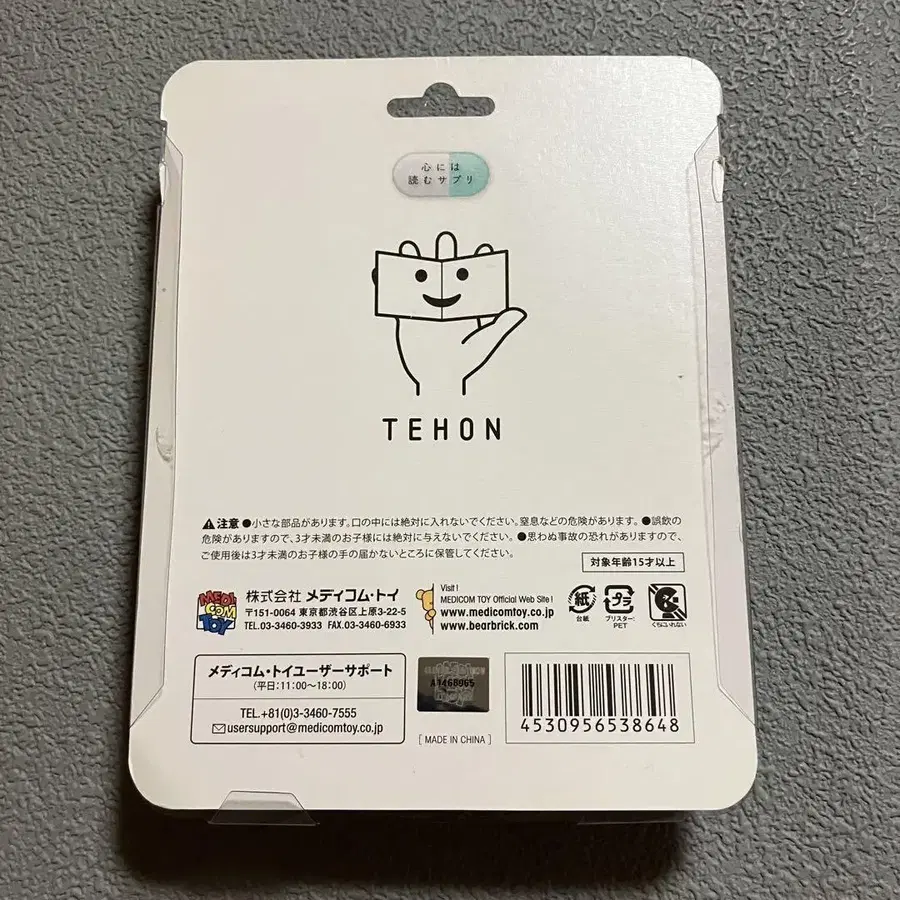 心には
読むサプリ
TEHON
⚠注意 ●小さな部品があります。口の中には絶対に入れないでください。窒息などの危険があります。●誤飲の
危険がありますので、3才未満のお子様には絶対に与えないでください。●思わぬ事故の恐れがありますので、
ご使用後は3才未満のお子様の手の届かないところに保管してください。
対象年齢15才以上
MEDI
COM
TOY
株式会社 メディコム・トイ
〒151-0064 東京都渋谷区上原3-22-5
TEL.03-3460-3933 FAX.03-3460-6933
Visit !
MEDICOM TOY Official Web Site !
www.medicomtoy.co.jp
www.bearbrick.com
紙
台紙
プラ
ブリスター:
PET
くちにいれない
メディコム・トイユーザーサポート
(平日:11:00〜18:00)
TEL.+81(0)3-3460-7555
usersupport@medicomtoy.co.jp
A1468965
[ MADE IN CHINA ]
4530956538648